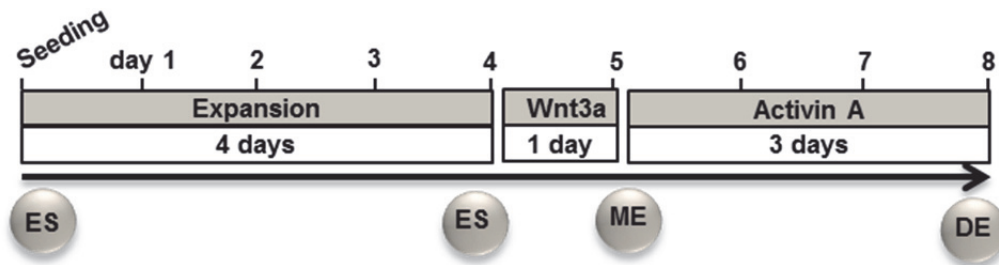 Seeding day 1 2 3 4 5 6 7 8
Expansion Wnt3a Activin A
4 days 1 day 3 days
ES ES ME DE